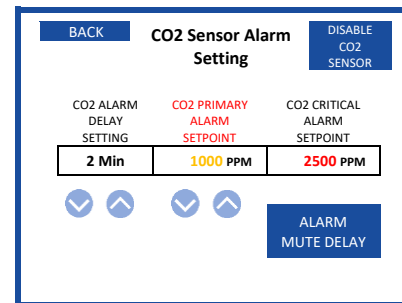 BACK
CO2 Sensor Alarm
Setting
DISABLE
CO2
SENSOR
CO2 ALARM
DELAY
SETTING
CO2 PRIMARY
ALARM
SETPOINT
CO2 CRITICAL
ALARM
SETPOINT
2 Min
1000 PPM
2500 PPM
ALARM
MUTE DELAY